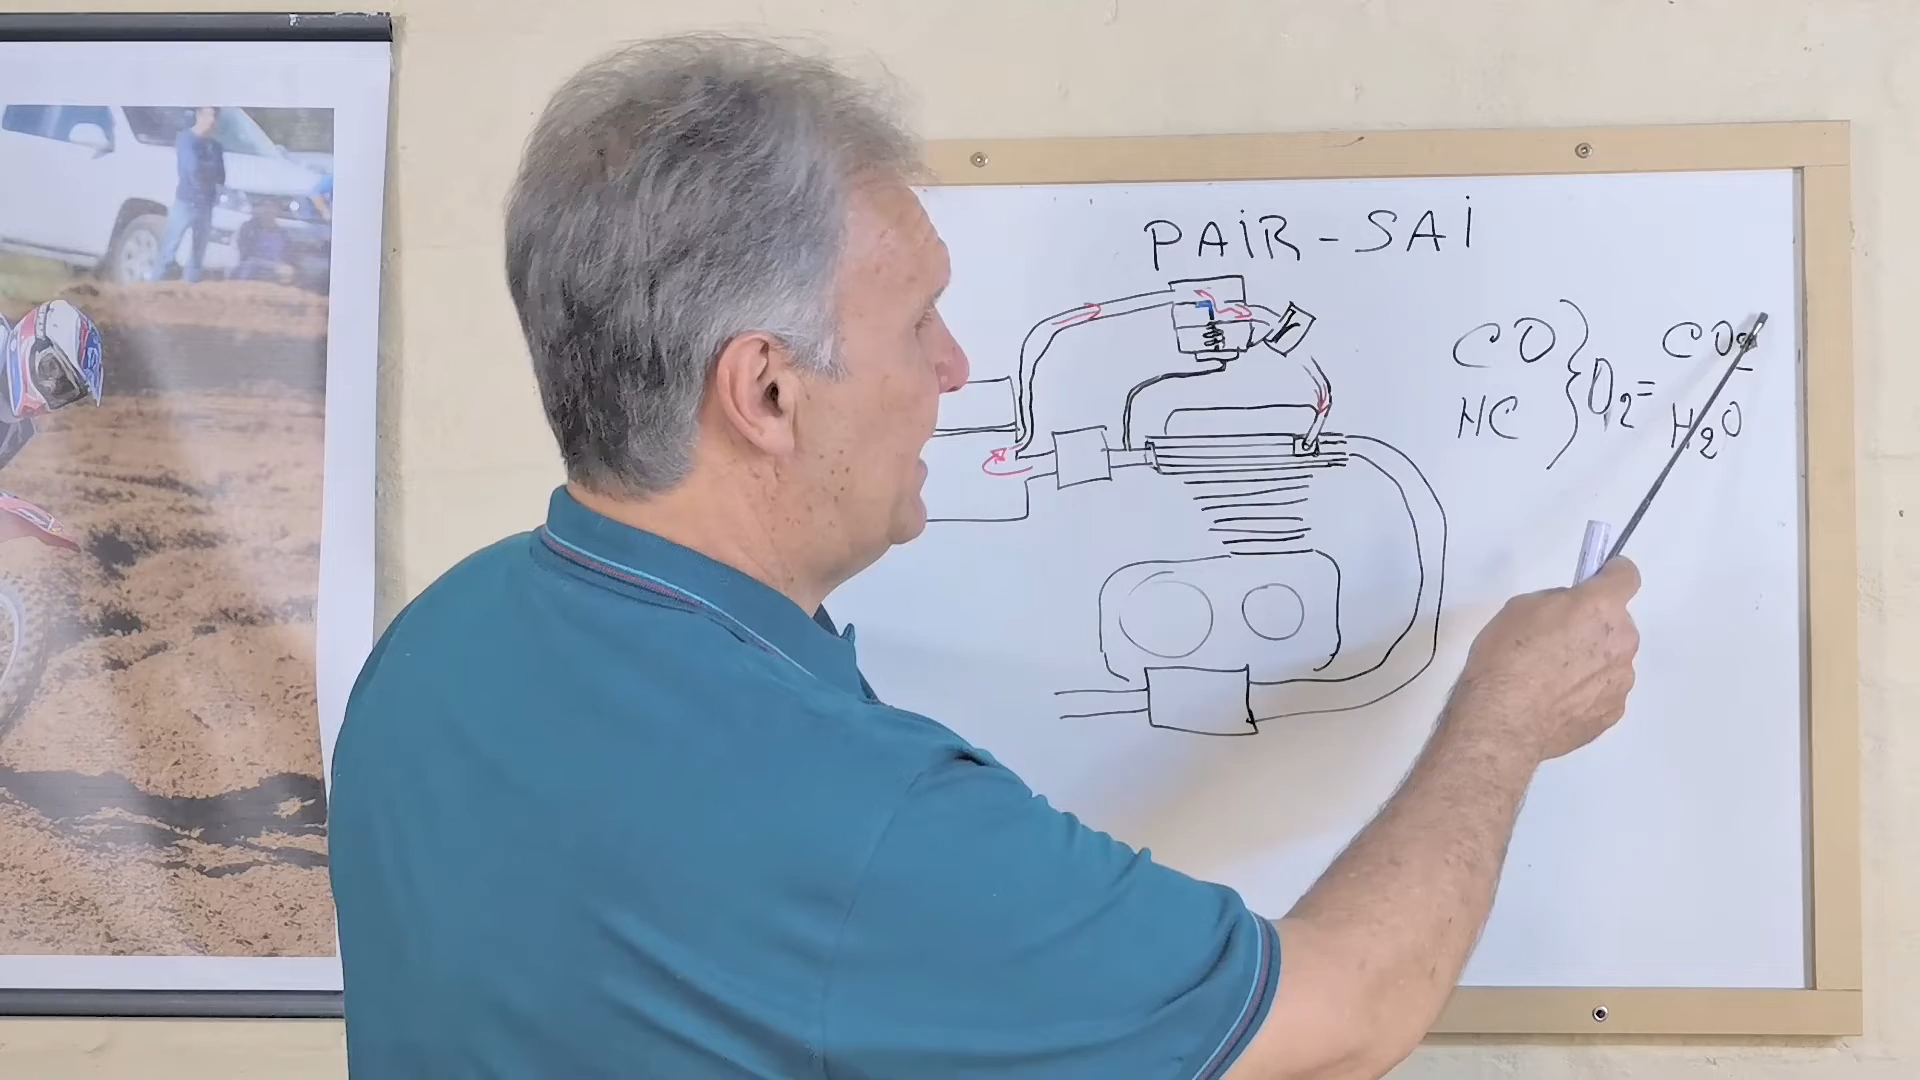 PAIR-SAI
CO
HC
} O₂ =
CO₂
H₂O